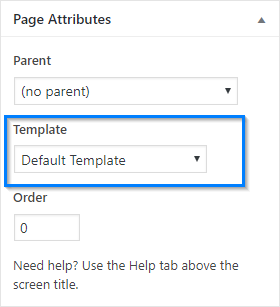 Page Attributes
Parent
(no parent)
Template
Default Template
Order
0
Need help? Use the Help tab above the
screen title.